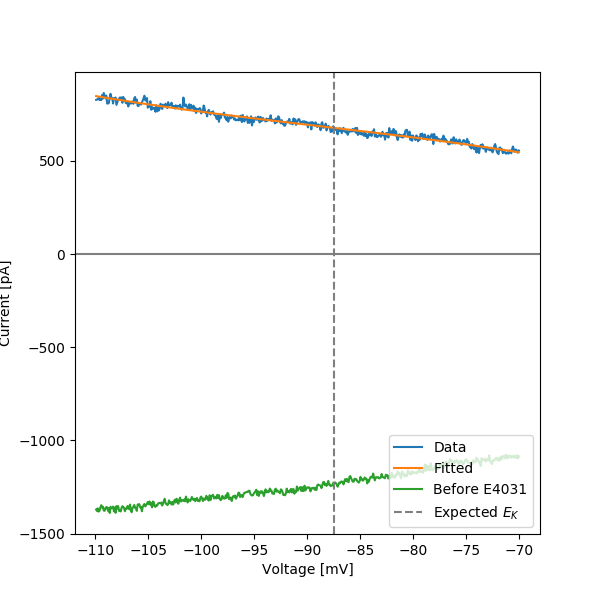 500
0
−500
−1000
−1500
Current [pA]
−110 −105 −100 −95 −90 −85 −80 −75 −70
Voltage [mV]
Data
Fitted
Before E4031
Expected E_K